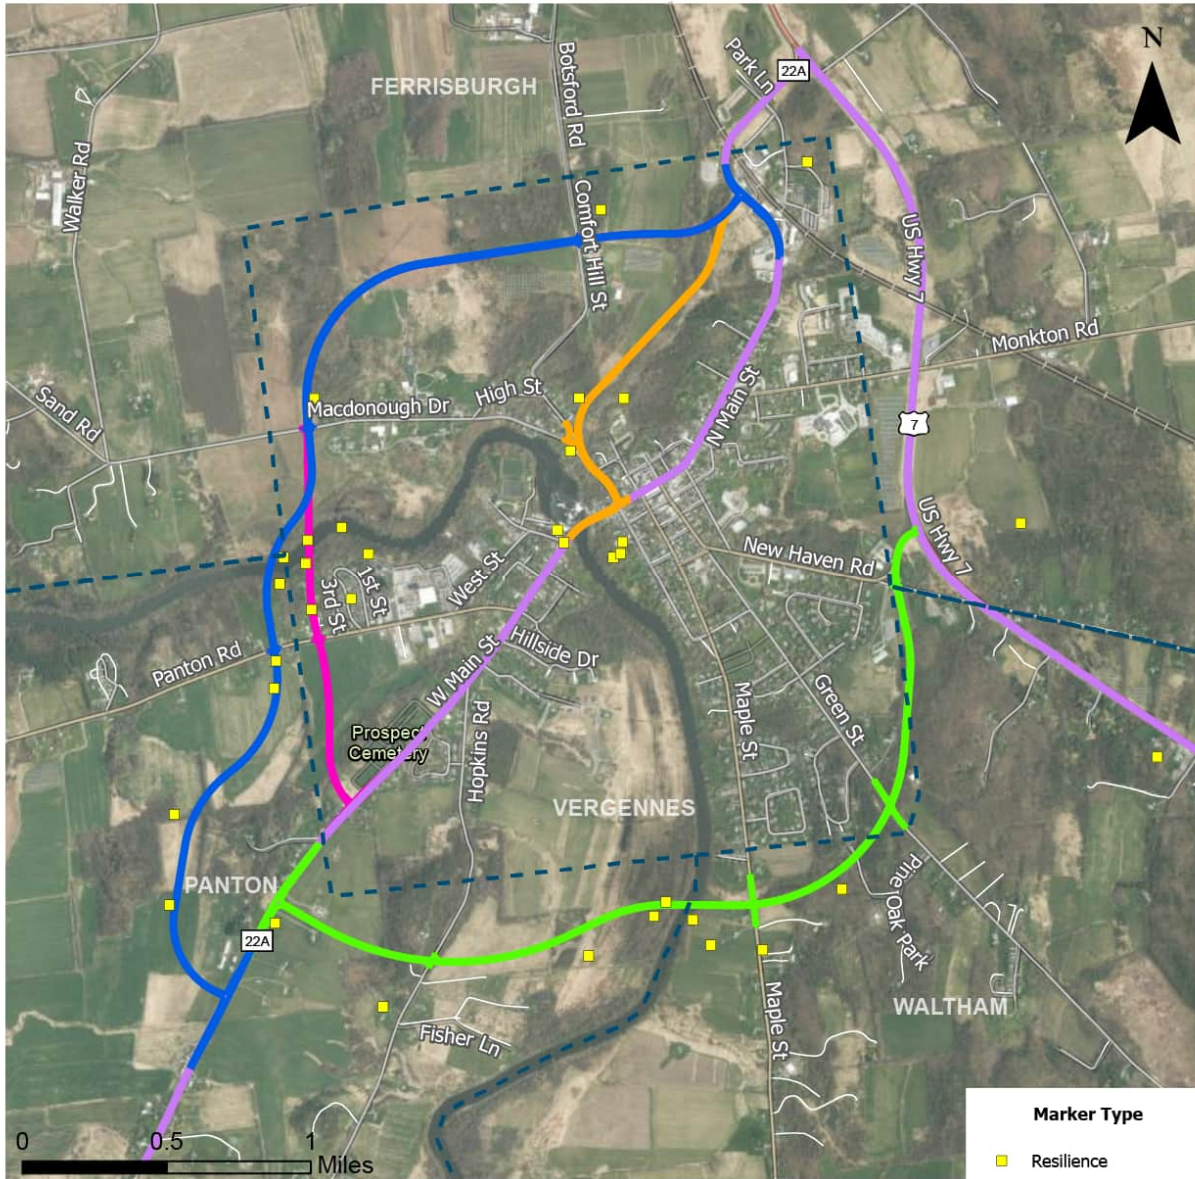 N
22A
Park Ln
Botsford Rd
FERRISBURGH
Walker Rd
Comfort Hill St
US Hwy 7
Monkton Rd
Sand Rd
Macdonough Dr
High St
N Main St
7
US Hwy 7
New Haven Rd
West St
1st St
3rd St
Panton Rd
Hillside Dr
W Main St
Maple St
Green St
Prospect
Cemetery
Hopkins Rd
VERGENNES
PANTON
Pine Oak Park
22A
WALTHAM
Maple St
Fisher Ln
0 0.5 1
Miles
Marker Type
Resilience